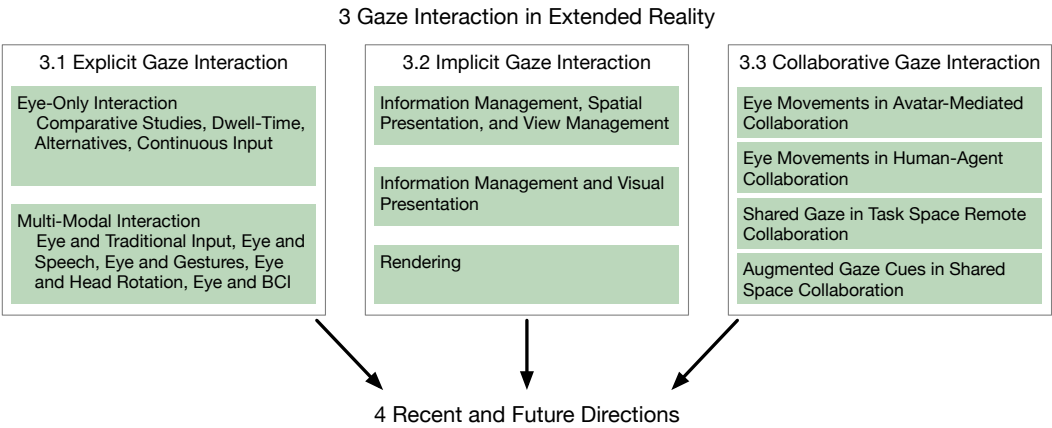 3 Gaze Interaction in Extended Reality
3.1 Explicit Gaze Interaction
Eye-Only Interaction
Comparative Studies, Dwell-Time,
Alternatives, Continuous Input
Multi-Modal Interaction
Eye and Traditional Input, Eye and
Speech, Eye and Gestures, Eye
and Head Rotation, Eye and BCI
3.2 Implicit Gaze Interaction
Information Management, Spatial
Presentation, and View Management
Information Management and Visual
Presentation
Rendering
3.3 Collaborative Gaze Interaction
Eye Movements in Avatar-Mediated
Collaboration
Eye Movements in Human-Agent
Collaboration
Shared Gaze in Task Space Remote
Collaboration
Augmented Gaze Cues in Shared
Space Collaboration
4 Recent and Future Directions